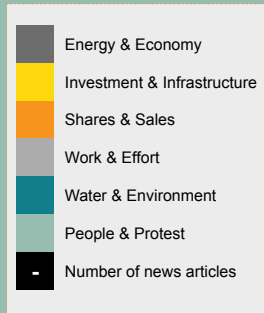 Energy & Economy
Investment & Infrastructure
Shares & Sales
Work & Effort
Water & Environment
People & Protest
- Number of news articles